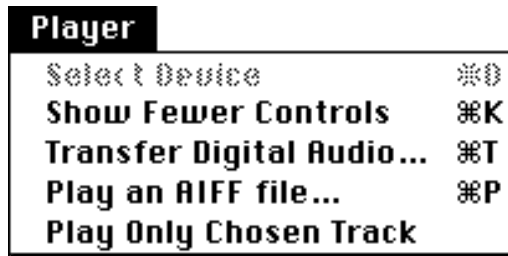 Player
Select Device ⌘D
Show Fewer Controls ⌘K
Transfer Digital Audio... ⌘T
Play an AIFF file... ⌘P
Play Only Chosen Track